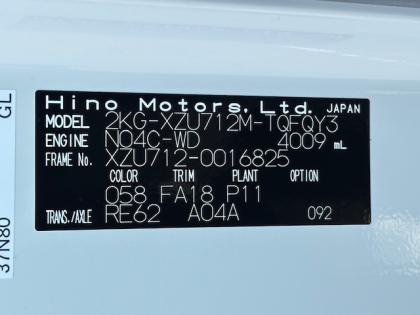 Hino Motors, Ltd. JAPAN
MODEL 2KG-XZU712M-TQFQY3
ENGINE N04C-WD 4009 mL
FRAME No. XZU712-0016825
COLOR TRIM PLANT OPTION
058 FA18 P11
TRANS./AXLE RE62 A04A 092
GL
37N80